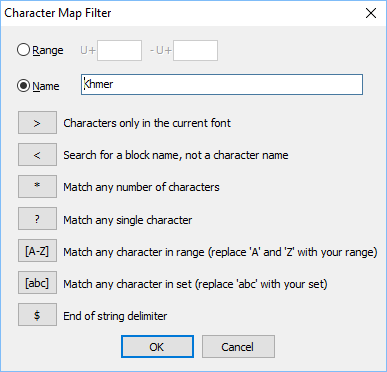 Character Map Filter
Range U+ - U+
Name Khmer
> Characters only in the current font
< Search for a block name, not a character name
* Match any number of characters
? Match any single character
[A-Z] Match any character in range (replace 'A' and 'Z' with your range)
[abc] Match any character in set (replace 'abc' with your set)
$ End of string delimiter
OK Cancel